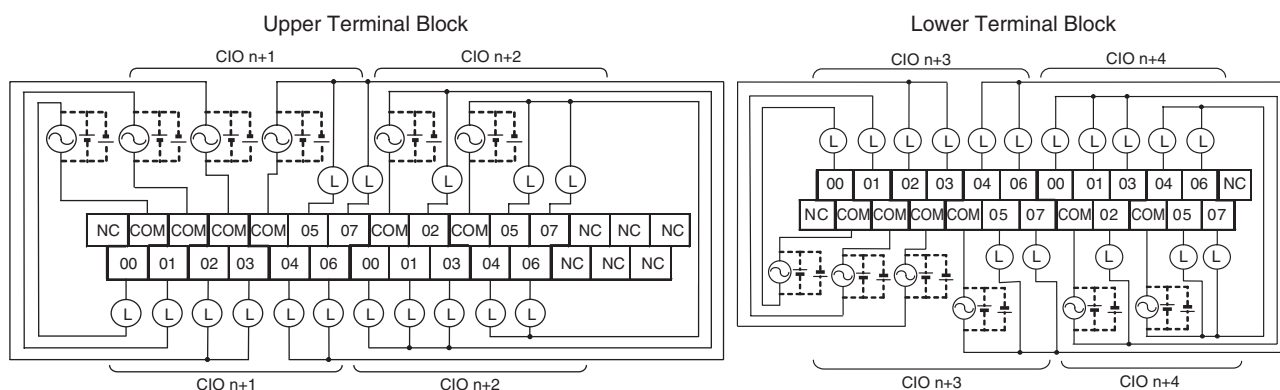 Upper Terminal Block
Lower Terminal Block
CIO n+1
CIO n+2
L L L L
NC COM COM COM COM 05 07 COM 02 COM 05 07 NC NC NC
00 01 02 03 04 06 00 01 03 04 06 NC NC NC
L L L L L L L L L L L
CIO n+1
CIO n+2
CIO n+3
CIO n+4
L L L L L L L L L L L
00 01 02 03 04 06 00 01 03 04 06 NC
NC COM COM COM COM 05 07 COM 02 COM 05 07
L L L L L
CIO n+3
CIO n+4